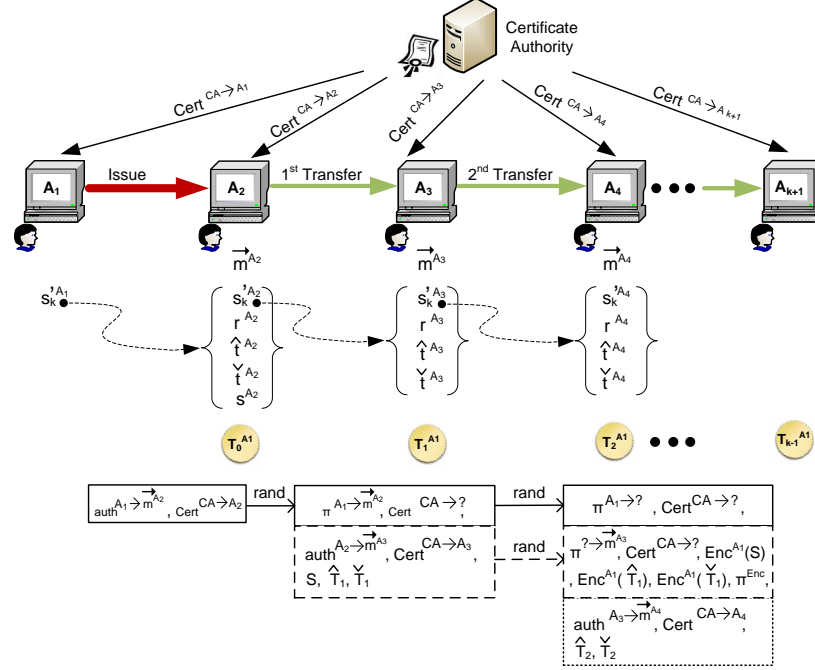 Certificate
Authority
Cert CA→A1
Cert CA→A2
Cert CA→A3
Cert CA→A4
Cert CA→A k+1
A1 Issue A2 1st Transfer A3 2nd Transfer A4 ●●● Ak+1
m⃗ A2 m⃗ A3 m⃗ A4
sk'A1 sk'A2 sk'A3 sk'A4
r A2 r A3 r A4
t̂ A2 t̂ A3 t̂ A4
ť A2 ť A3 ť A4
s A2
T0 A1 T1 A1 T2 A1 ●●● Tk-1 A1
auth A1→m⃗A2, Cert CA→A2
rand
π A1→m⃗A2, Cert CA→?,
rand
π A1→?, Cert CA→?,
auth A2→m⃗A3, Cert CA→A3,
S, T̂1, Ť1
rand
π ?→m⃗A3, Cert CA→?, Enc A1(S)
, Enc A1(T̂1), Enc A1(Ť1), π Enc,
auth A3→m⃗A4, Cert CA→A4,
T̂2, Ť2